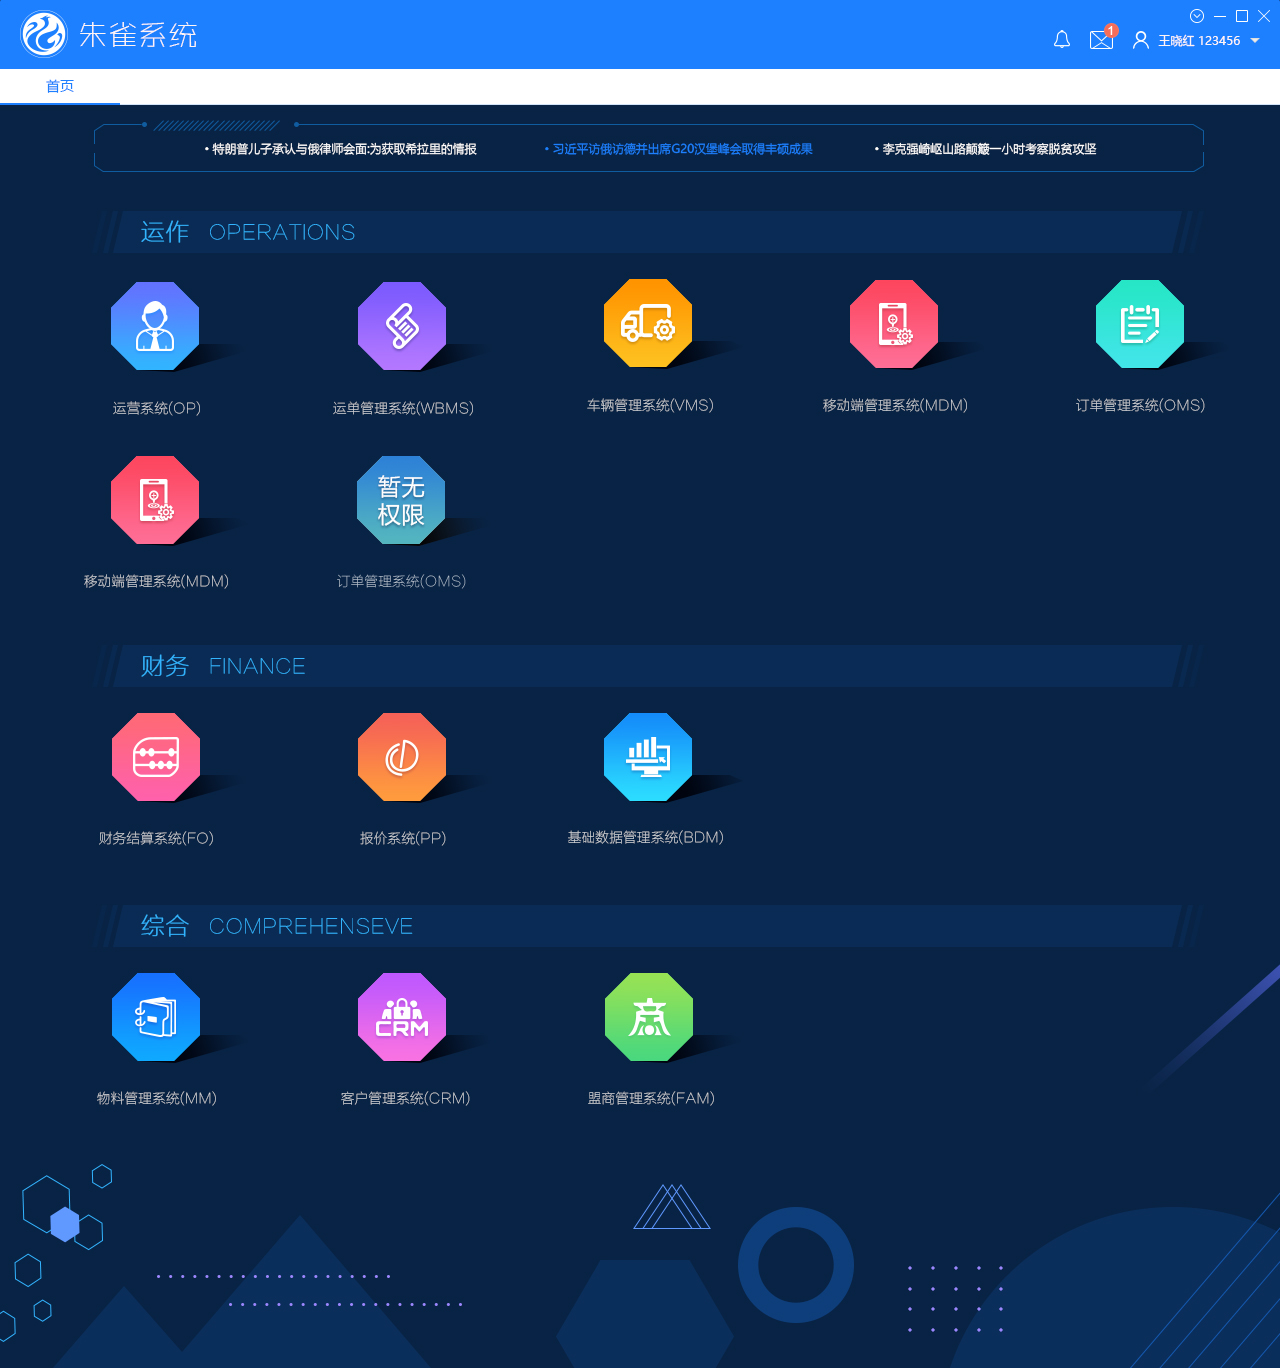 朱雀系统
1
王晓红 123456
首页
• 特朗普儿子承认与俄律师会面:为获取希拉里的情报
• 习近平访俄访德并出席G20汉堡峰会取得丰硕成果
• 李克强崎岖山路颠簸一小时考察脱贫攻坚
运作 OPERATIONS
运营系统(OP)
运单管理系统(WBMS)
车辆管理系统(VMS)
移动端管理系统(MDM)
订单管理系统(OMS)
暂无
权限
移动端管理系统(MDM)
订单管理系统(OMS)
财务 FINANCE
财务结算系统(FO)
报价系统(PP)
基础数据管理系统(BDM)
综合 COMPREHENSEVE
CRM
物料管理系统(MM)
客户管理系统(CRM)
盟商管理系统(FAM)